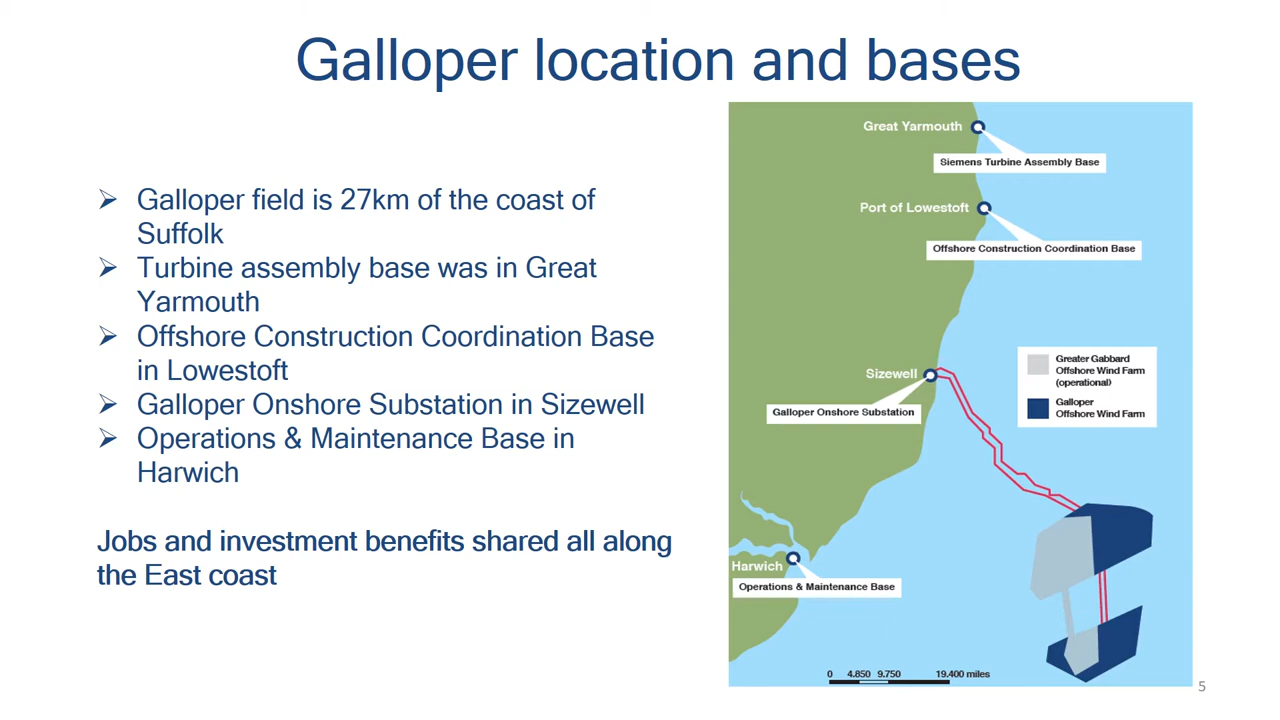 Galloper location and bases
➢ Galloper field is 27km of the coast of
Suffolk
➢ Turbine assembly base was in Great
Yarmouth
➢ Offshore Construction Coordination Base
in Lowestoft
➢ Galloper Onshore Substation in Sizewell
➢ Operations & Maintenance Base in
Harwich
Jobs and investment benefits shared all along
the East coast
Great Yarmouth
Siemens Turbine Assembly Base
Port of Lowestoft
Offshore Construction Coordination Base
Sizewell
Galloper Onshore Substation
Greater Gabbard
Offshore Wind Farm
(operational)
Galloper
Offshore Wind Farm
Harwich
Operations & Maintenance Base
0 4.850 9.750 19.400 miles
5